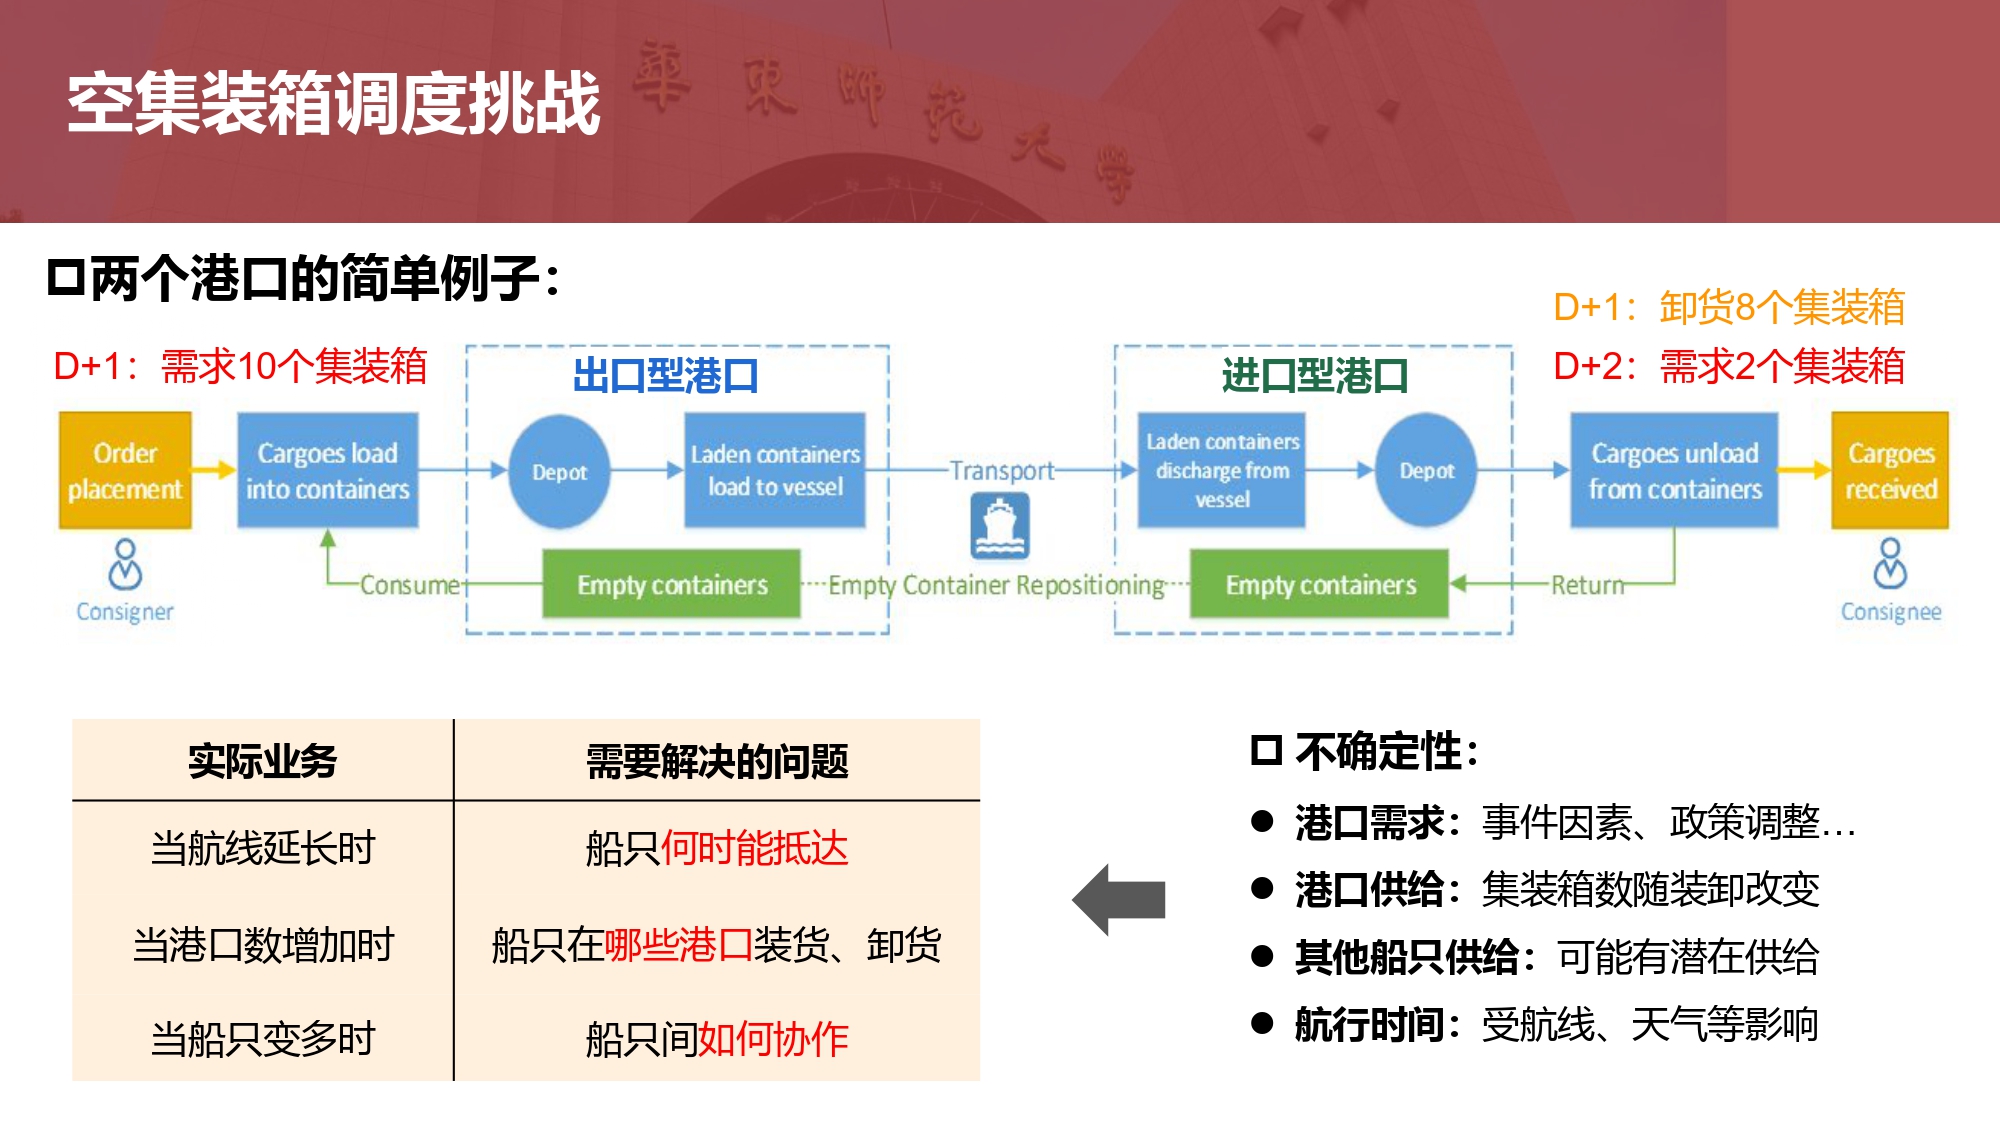 空集装箱调度挑战
華東師範大學
两个港口的简单例子：
D+1：卸货8个集装箱
D+1：需求10个集装箱
出口型港口
进口型港口
D+2：需求2个集装箱
Order
placement
Cargoes load
into containers
Depot
Laden containers
load to vessel
Transport
Laden containers
discharge from
vessel
Depot
Cargoes unload
from containers
Cargoes
received
Consigner
Consume
Empty containers
Empty Container Repositioning
Empty containers
Return
Consignee
实际业务
需要解决的问题
当航线延长时
船只何时能抵达
当港口数增加时
船只在哪些港口装货、卸货
当船只变多时
船只间如何协作
不确定性：
港口需求：事件因素、政策调整...
港口供给：集装箱数随装卸改变
其他船只供给：可能有潜在供给
航行时间：受航线、天气等影响